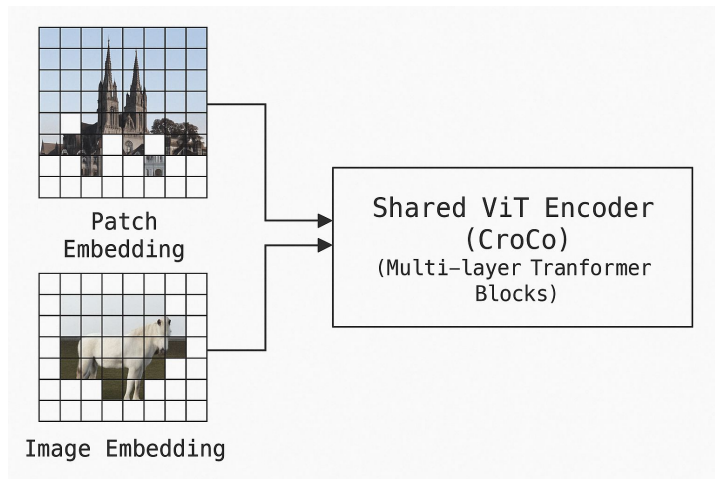 Patch
Embedding
Shared ViT Encoder
(CroCo)
(Multi-layer Tranformer
Blocks)
Image Embedding